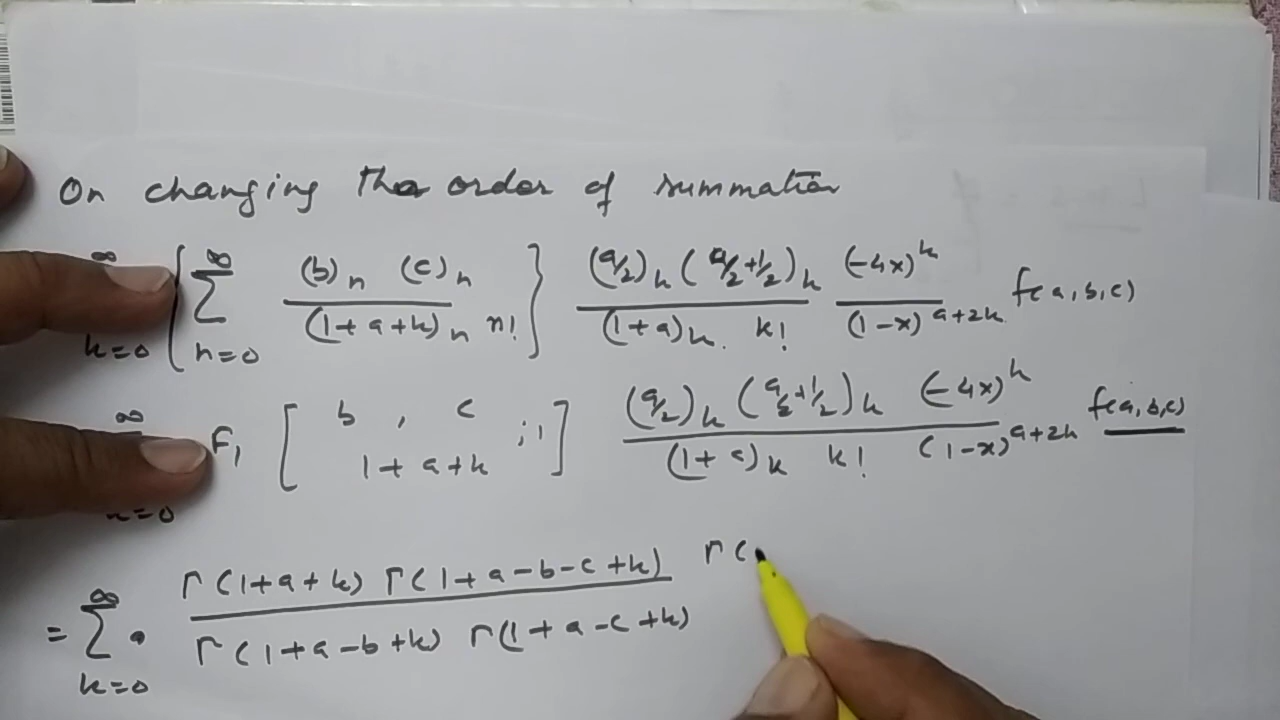 On changing the order of summation
∞ { ∞ ∑ n=0 (b)n (c)n / (1+a+k)n n! } (a/2)k (a/2+1/2)k / (1+a)k k! (-4x)^k / (1-x)^a+2k f(a,b,c)
k=0
∞ F1 [ b , c 1+a+k ; 1 ] (a/2)k (a/2+1/2)k (-4x)^k / (1+a)k k! (1-x)^a+2k f(a,b,c)
k=0
= ∞ ∑ k=0 Γ(1+a+k) Γ(1+a-b-c+k) / Γ(1+a-b+k) Γ(1+a-c+k) Γ(